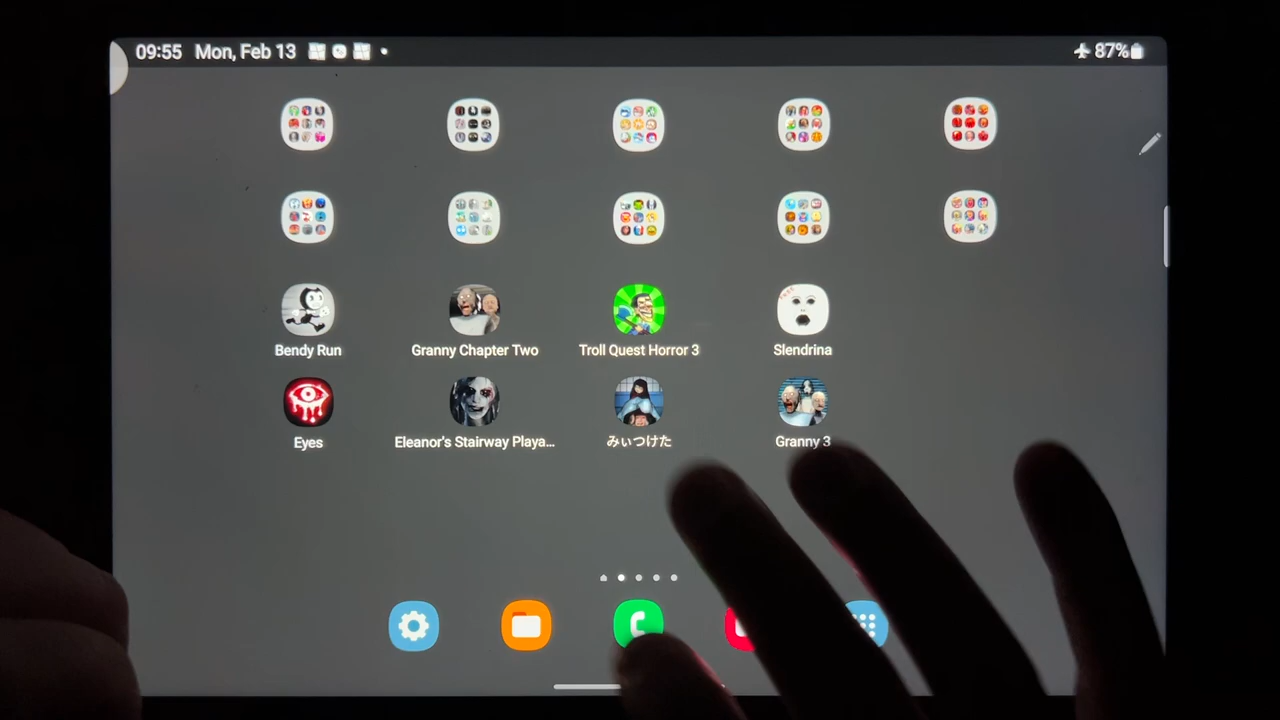 09:55 Mon, Feb 13
87%
Bendy Run
Granny Chapter Two
Troll Quest Horror 3
Slendrina
Eyes
Eleanor's Stairway Playa...
みぃつけた
Granny 3